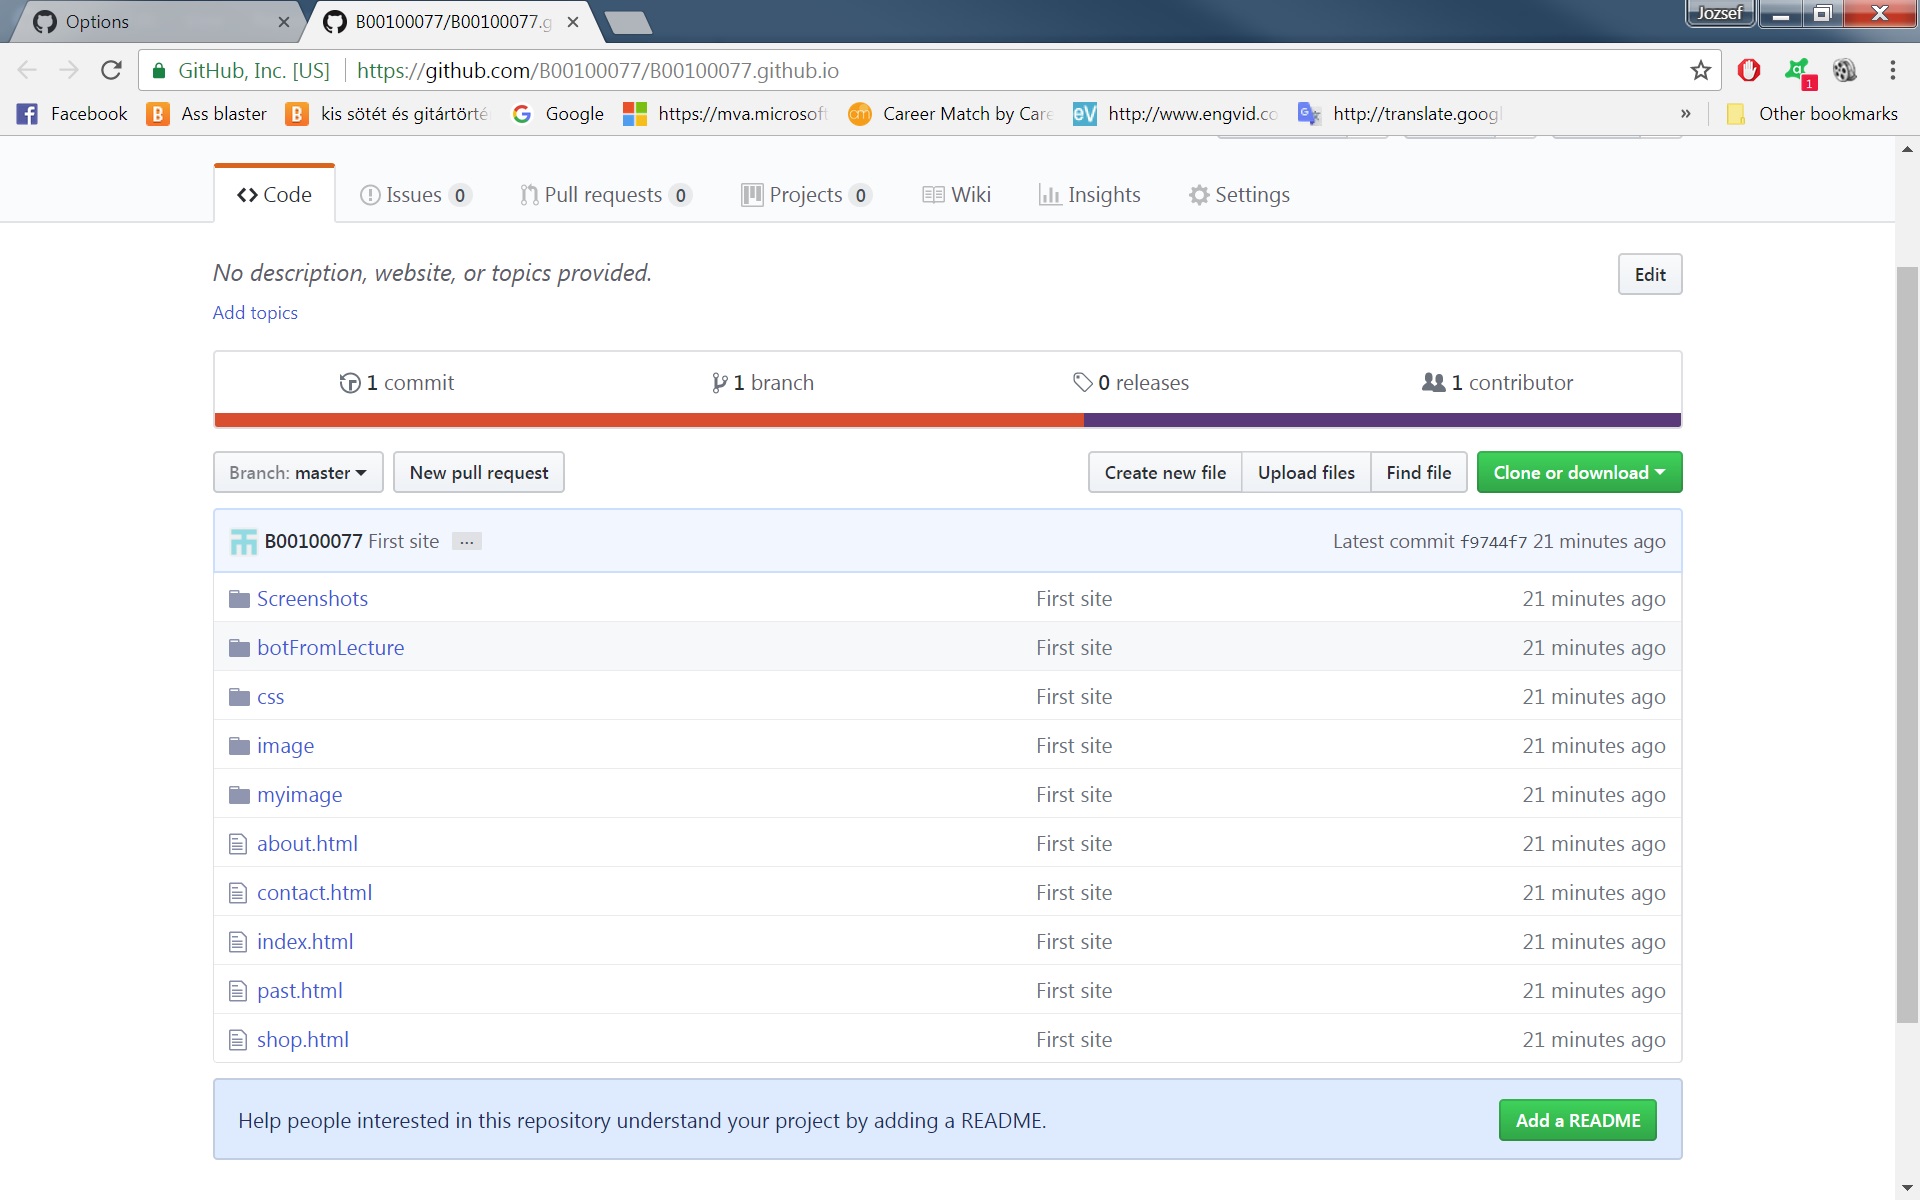 Options
B00100077/B00100077.g
Jozsef
GitHub, Inc. [US]
https://github.com/B00100077/B00100077.github.io
1
Facebook
Ass blaster
kis sötét és gitártörté
Google
https://mva.microsoft
Career Match by Care
http://www.engvid.co
http://translate.googl
»
Other bookmarks
Code
Issues 0
Pull requests 0
Projects 0
Wiki
Insights
Settings
No description, website, or topics provided.
Edit
Add topics
1 commit
1 branch
0 releases
1 contributor
Branch: master
New pull request
Create new file
Upload files
Find file
Clone or download
B00100077 First site ...
Latest commit f9744f7 21 minutes ago
Screenshots First site 21 minutes ago
botFromLecture First site 21 minutes ago
css First site 21 minutes ago
image First site 21 minutes ago
myimage First site 21 minutes ago
about.html First site 21 minutes ago
contact.html First site 21 minutes ago
index.html First site 21 minutes ago
past.html First site 21 minutes ago
shop.html First site 21 minutes ago
Help people interested in this repository understand your project by adding a README.
Add a README